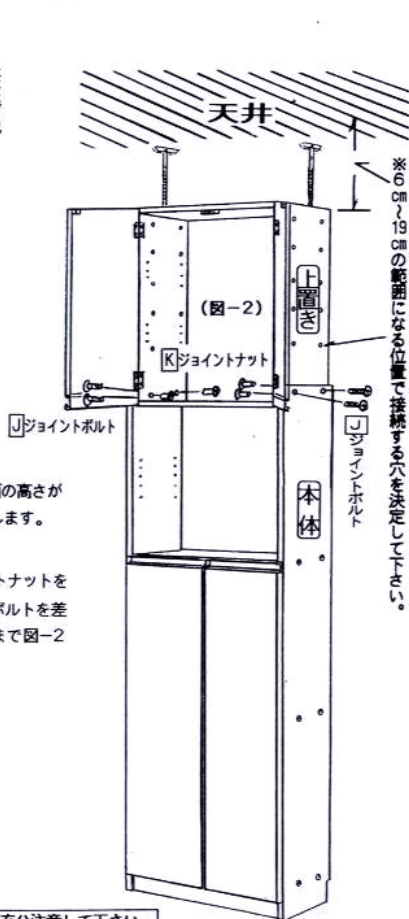 天井
※6cm~19cmの範囲になる位置で接続する穴を決定して下さい。
上置き
(図-2)
Kジョイントナット
Jジョイントボルト
Jジョイントボルト
本体
の高さが
します。
トナットを
ボルトを差
まで図-2
充分注意して下さい